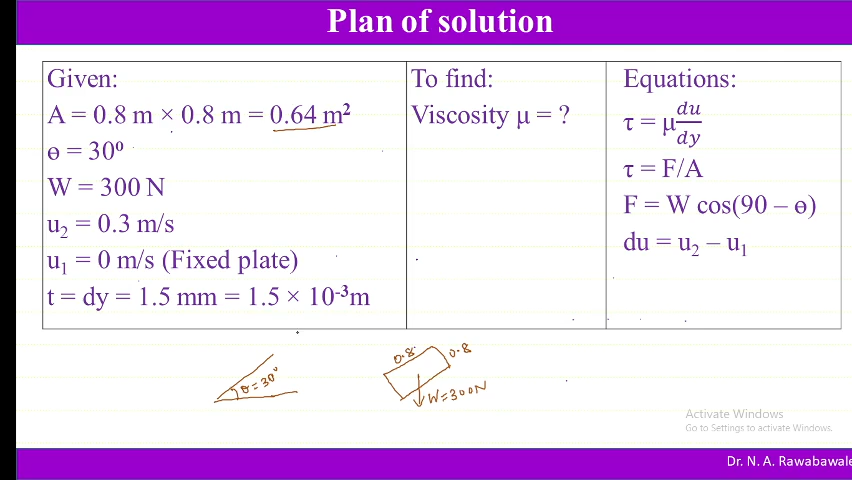 Plan of solution
Given:
A = 0.8 m × 0.8 m = 0.64 m²
ɵ = 30⁰
W = 300 N
u₂ = 0.3 m/s
u₁ = 0 m/s (Fixed plate)
t = dy = 1.5 mm = 1.5 × 10⁻³m
To find:
Viscosity μ = ?
Equations:
τ = μ du/dy
τ = F/A
F = W cos(90 – ɵ)
du = u₂ – u₁
θ = 30°
0.8
0.8
W=300N
Activate Windows
Go to Settings to activate Windows.
Dr. N. A. Rawabawale